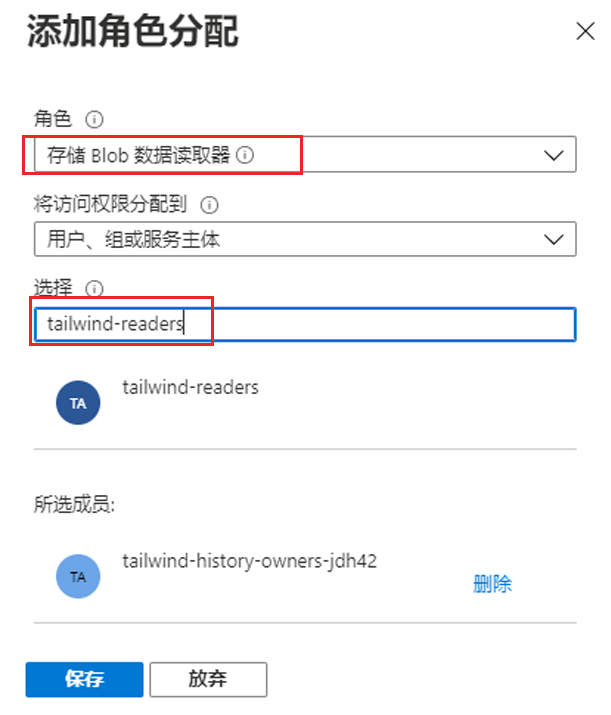 添加角色分配
角色
存储 Blob 数据读取器
将访问权限分配到
用户、组或服务主体
选择
tailwind-readers
TA
tailwind-readers
所选成员:
TA
tailwind-history-owners-jdh42
删除
保存
放弃